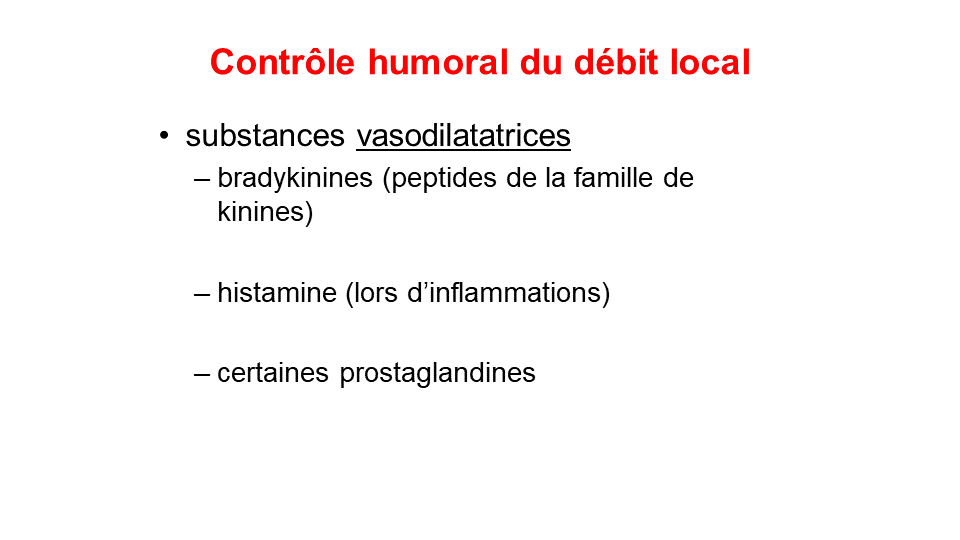 Contrôle humoral du débit local
• substances vasodilatatrices
– bradykinines (peptides de la famille de
kinines)
– histamine (lors d’inflammations)
– certaines prostaglandines